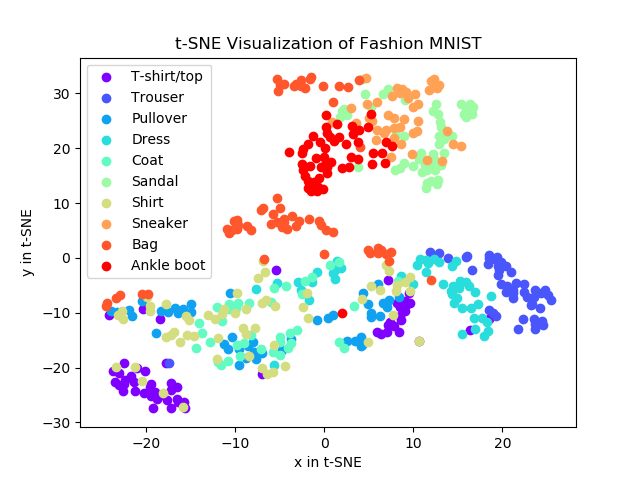 t-SNE Visualization of Fashion MNIST
T-shirt/top
Trouser
Pullover
Dress
Coat
Sandal
Shirt
Sneaker
Bag
Ankle boot
y in t-SNE
30
20
10
0
−10
−20
−30
−20
−10
0
10
20
x in t-SNE